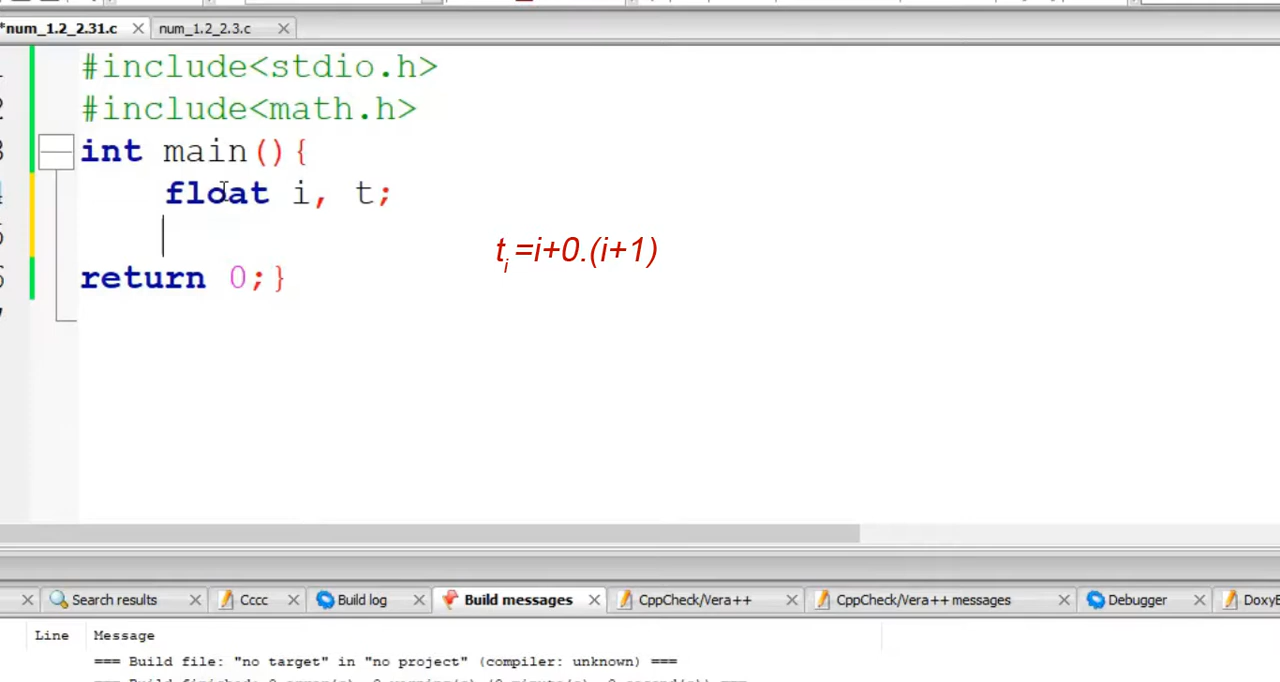 *num_1.2_2.31.c num_1.2_2.3.c
#include<stdio.h>
2 #include<math.h>
int main(){
float i, t;
tᵢ=i+0.(i+1)
return 0;}
Search results Cccc Build log Build messages CppCheck/Vera++ CppCheck/Vera++ messages Debugger
Line Message
=== Build file: "no target" in "no project" (compiler: unknown) ===